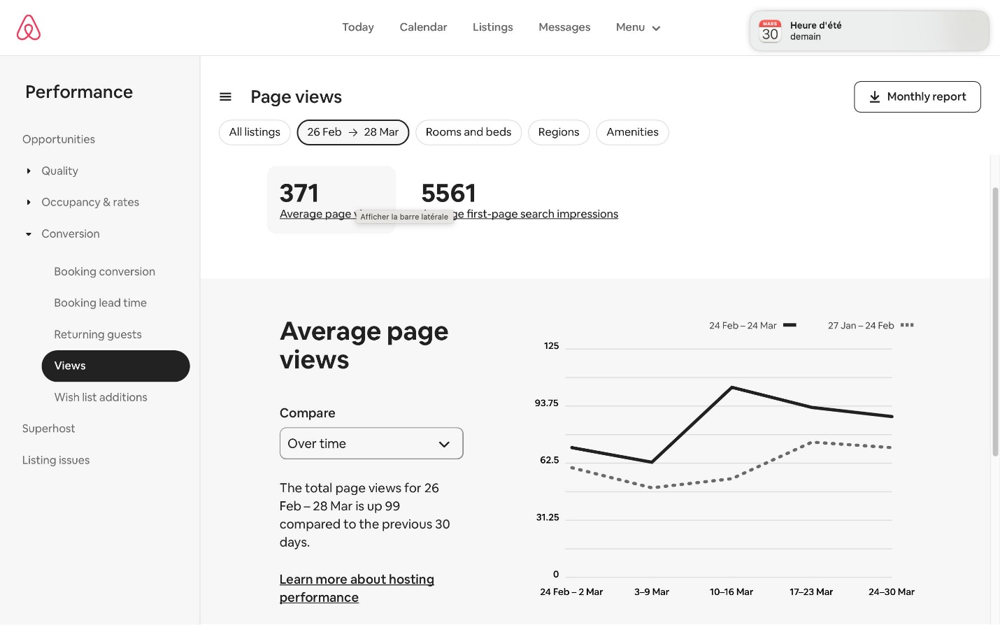 Today
Calendar
Listings
Messages
Menu
MARS
30
Heure d'été
demain
Performance
Opportunities
Quality
Occupancy & rates
Conversion
Booking conversion
Booking lead time
Returning guests
Views
Wish list additions
Superhost
Listing issues
Page views
Monthly report
All listings
26 Feb → 28 Mar
Rooms and beds
Regions
Amenities
371
Average page
5561
first-page search impressions
Afficher la barre latérale
Average page
views
Compare
Over time
The total page views for 26
Feb – 28 Mar is up 99
compared to the previous 30
days.
Learn more about hosting
performance
24 Feb – 24 Mar
27 Jan – 24 Feb
125
93.75
62.5
31.25
0
24 Feb – 2 Mar
3–9 Mar
10–16 Mar
17–23 Mar
24–30 Mar